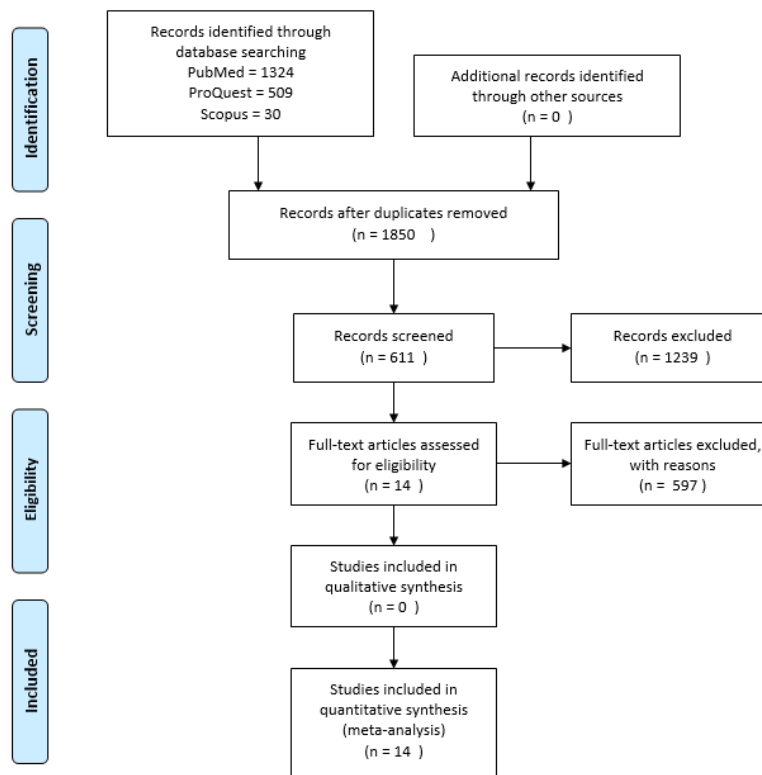 Identification
Records identified through
database searching
PubMed = 1324
ProQuest = 509
Scopus = 30
Additional records identified
through other sources
(n = 0 )
Records after duplicates removed
(n = 1850 )
Screening
Records screened
(n = 611 )
Records excluded
(n = 1239 )
Eligibility
Full-text articles assessed
for eligibility
(n = 14 )
Full-text articles excluded,
with reasons
(n = 597 )
Studies included in
qualitative synthesis
(n = 0 )
Included
Studies included in
quantitative synthesis
(meta-analysis)
(n = 14 )